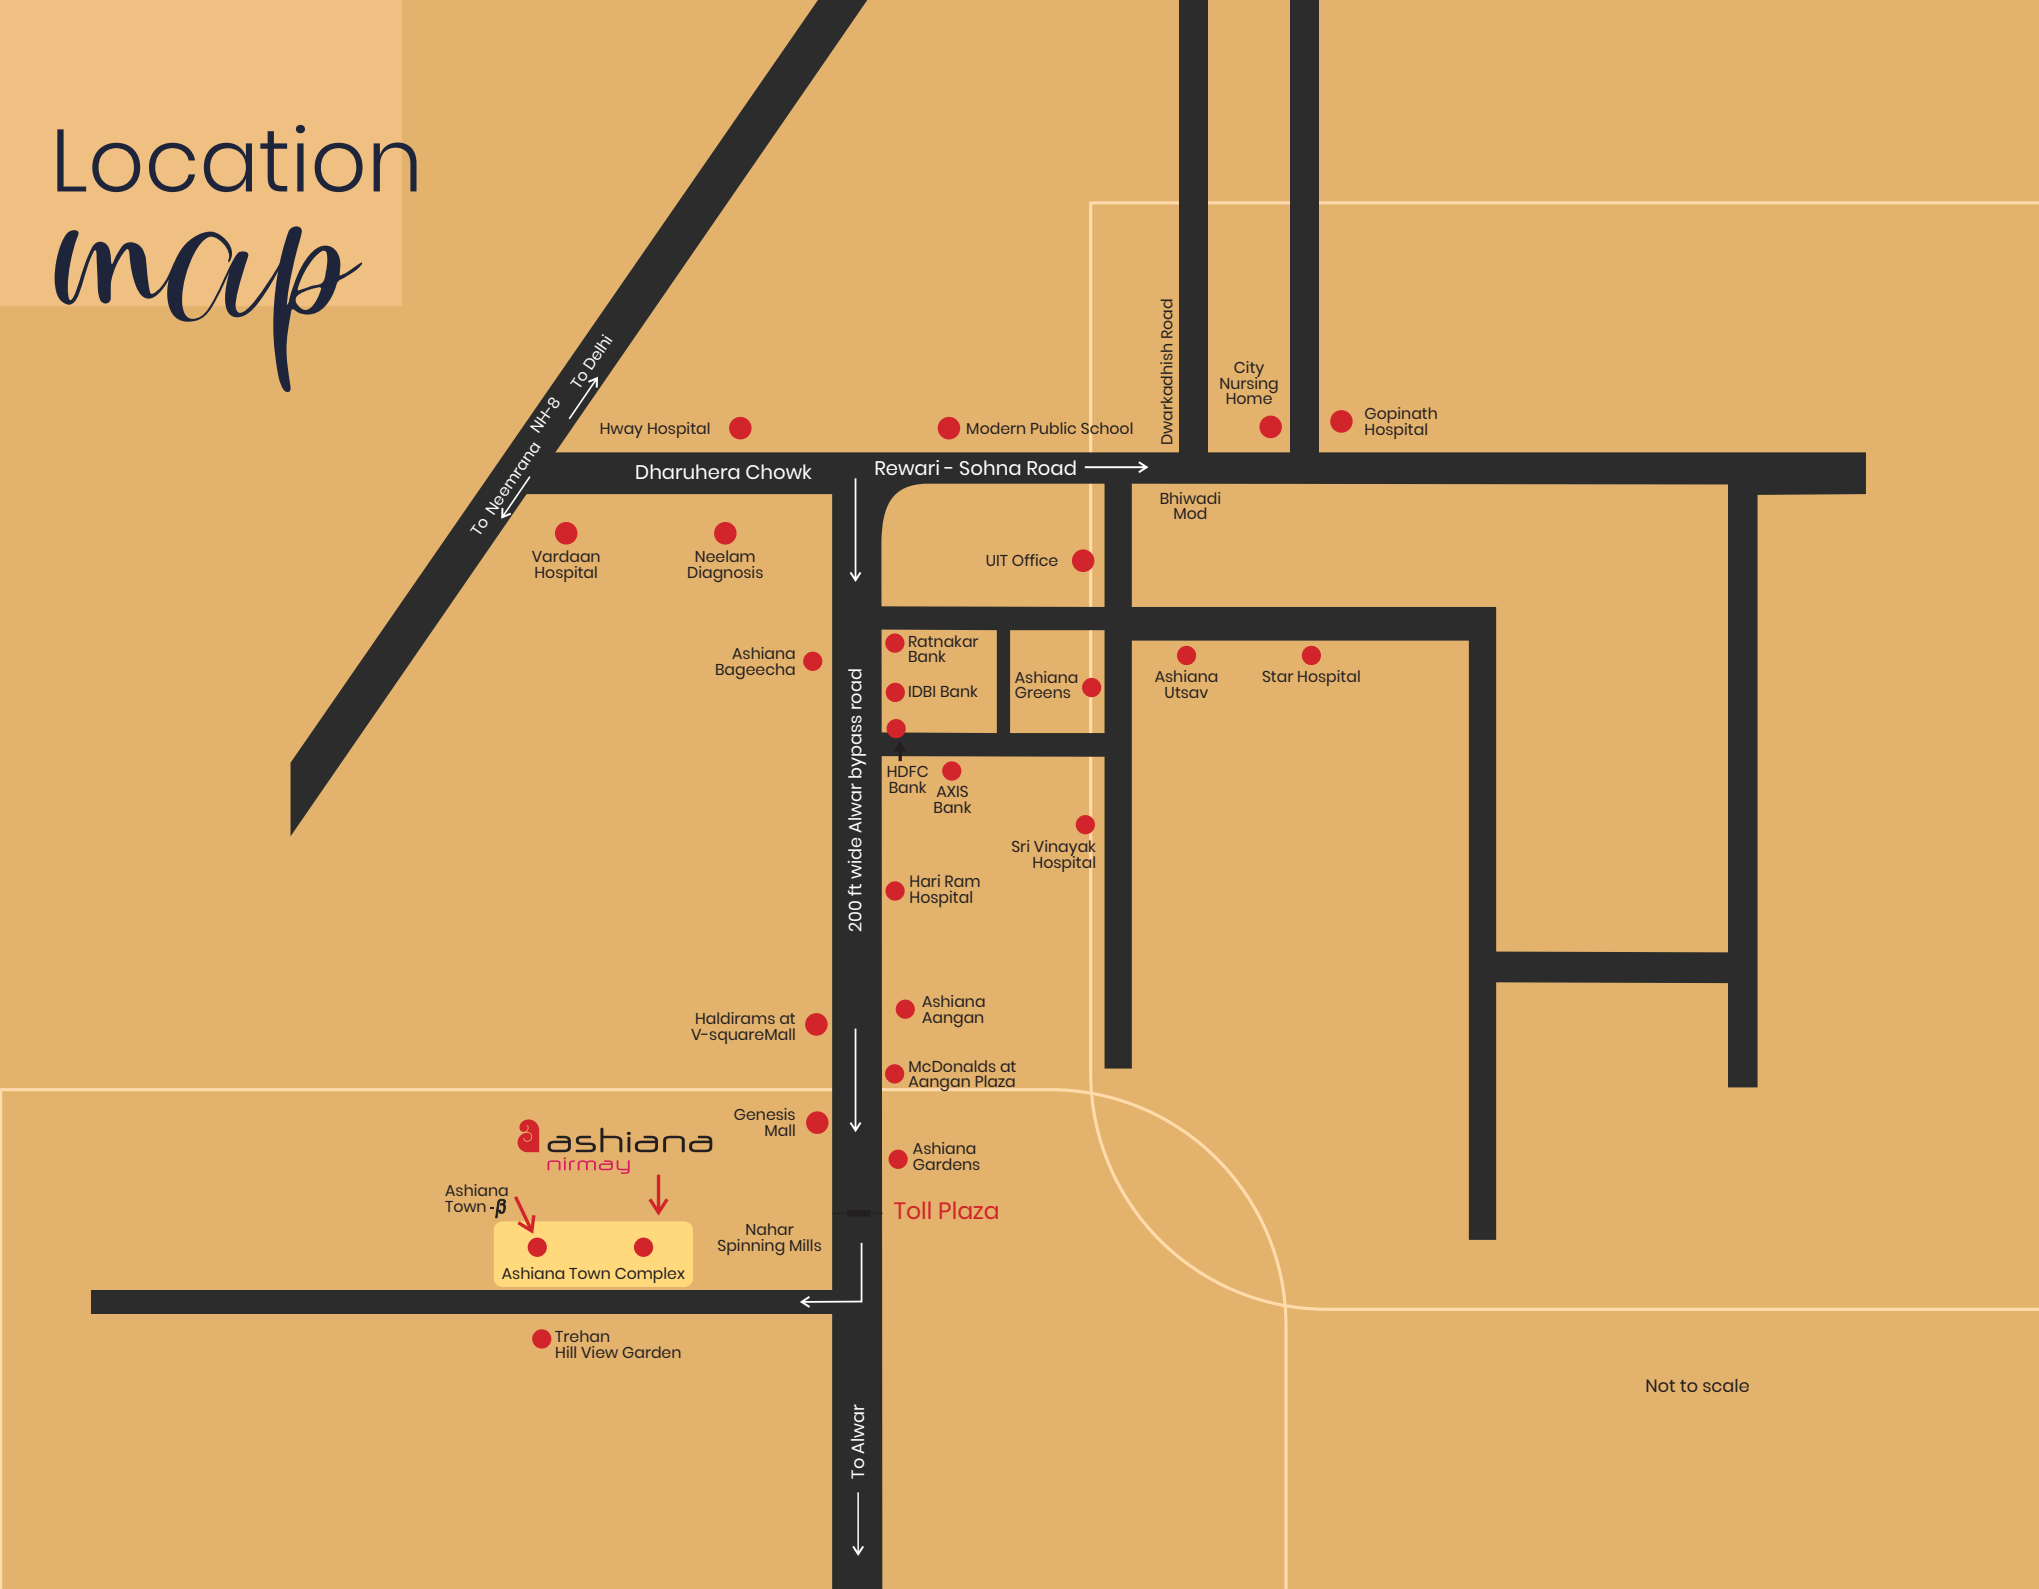 Location
map
To Delhi
NH-8
To Neemrana
Hway Hospital
Modern Public School
Dwarkadhish Road
City
Nursing
Home
Gopinath
Hospital
Dharuhera Chowk
Rewari - Sohna Road
Bhiwadi
Mod
Vardaan
Hospital
Neelam
Diagnosis
UIT Office
Ashiana
Bageecha
Ratnakar
Bank
IDBI Bank
Ashiana
Greens
Ashiana
Utsav
Star Hospital
200 ft wide Alwar bypass road
HDFC
Bank
AXIS
Bank
Sri Vinayak
Hospital
Hari Ram
Hospital
Haldirams at
V-squareMall
Ashiana
Aangan
McDonalds at
Aangan Plaza
Genesis
Mall
ashiana
nirmay
Ashiana
Gardens
Ashiana
Town -β
Toll Plaza
Nahar
Spinning Mills
Ashiana Town Complex
Trehan
Hill View Garden
Not to scale
To Alwar